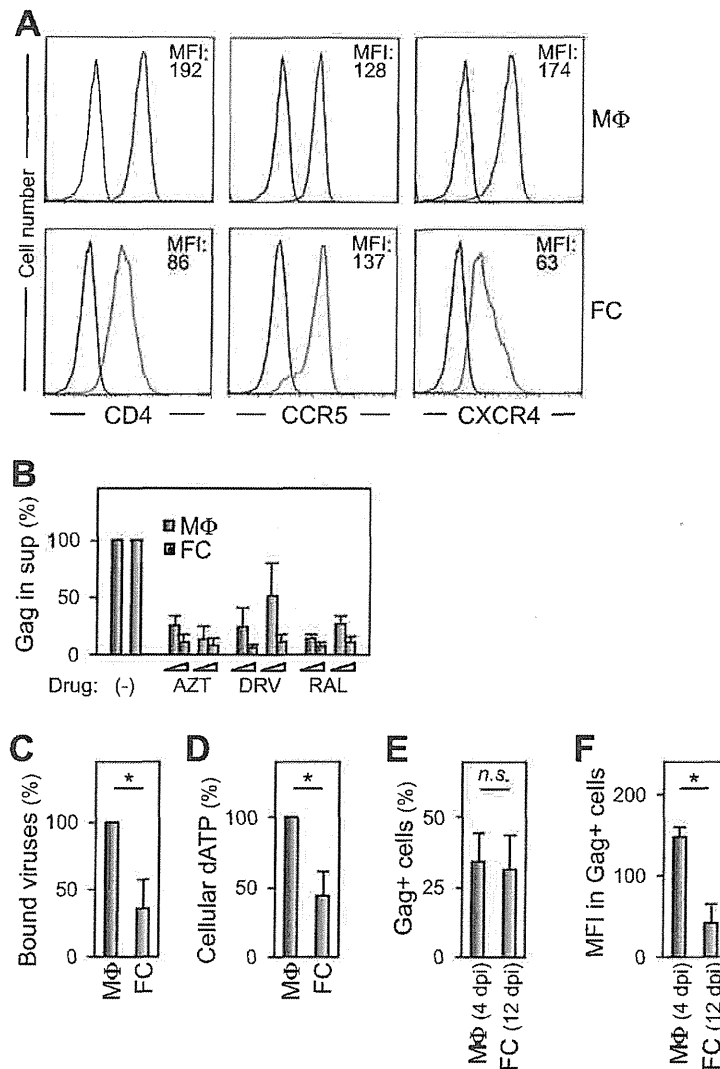 A
Cell number
MFI:
192
MFI:
128
MFI:
174
MΦ
MFI:
86
MFI:
137
MFI:
63
FC
CD4
CCR5
CXCR4
B
Gag in sup (%)
100
50
0
MΦ
FC
Drug: (-) AZT DRV RAL
C
Bound viruses (%)
100
50
0
*
MΦ
FC
D
Cellular dATP (%)
100
50
0
*
MΦ
FC
E
Gag+ cells (%)
50
25
0
n.s.
MΦ (4 dpi)
FC (12 dpi)
F
MFI in Gag+ cells
200
100
0
*
MΦ (4 dpi)
FC (12 dpi)